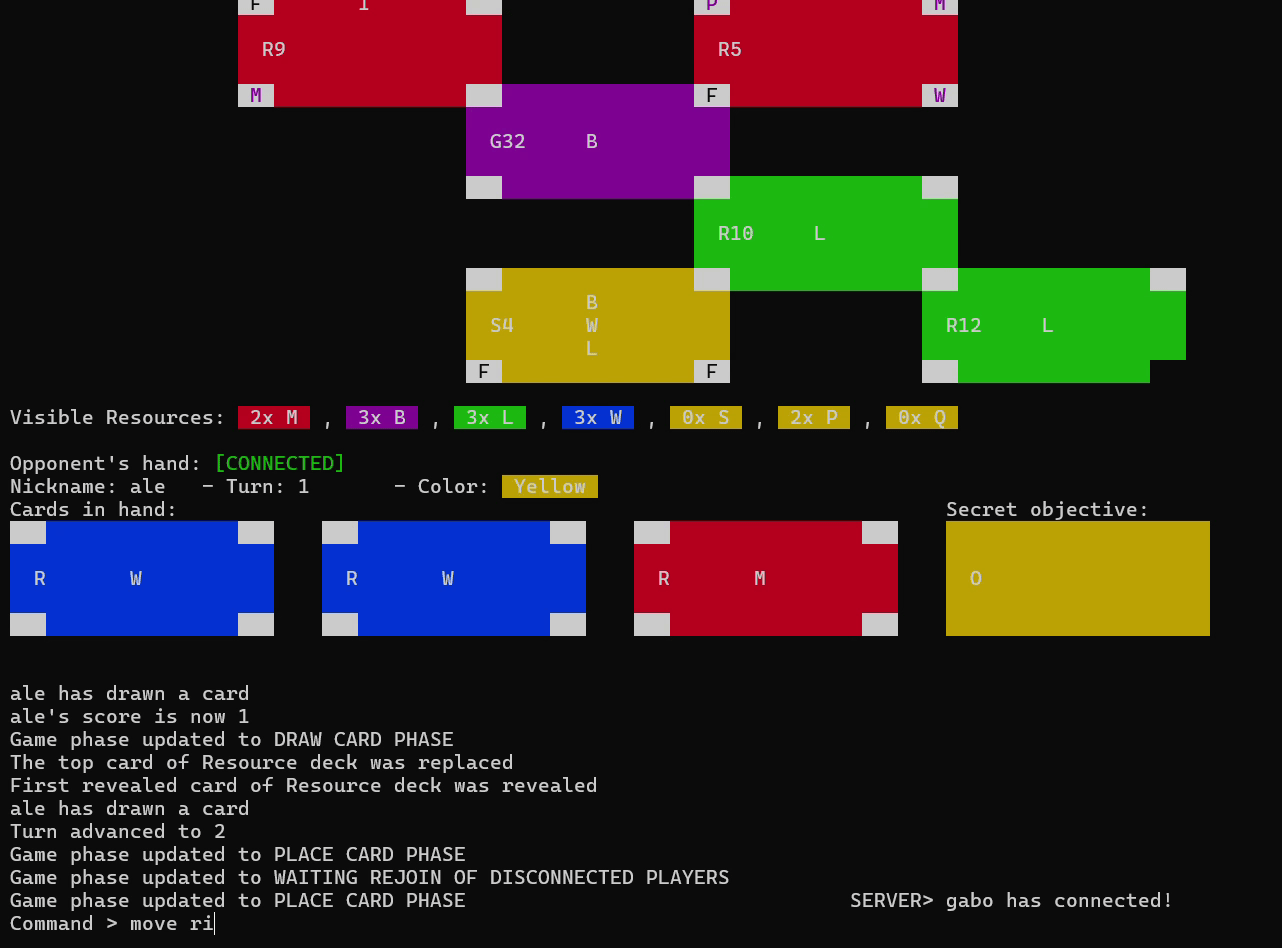 F 1 P M
R9 R5
M F W
G32 B
R10 L
B
S4 W R12 L
L
F F
Visible Resources: 2x M , 3x B , 3x L , 3x W , 0x S , 2x P , 0x Q
Opponent's hand: [CONNECTED]
Nickname: ale - Turn: 1 - Color: Yellow
Cards in hand: Secret objective:
R W R W R M O
ale has drawn a card
ale's score is now 1
Game phase updated to DRAW CARD PHASE
The top card of Resource deck was replaced
First revealed card of Resource deck was revealed
ale has drawn a card
Turn advanced to 2
Game phase updated to PLACE CARD PHASE
Game phase updated to WAITING REJOIN OF DISCONNECTED PLAYERS
Game phase updated to PLACE CARD PHASE SERVER> gabo has connected!
Command > move ri